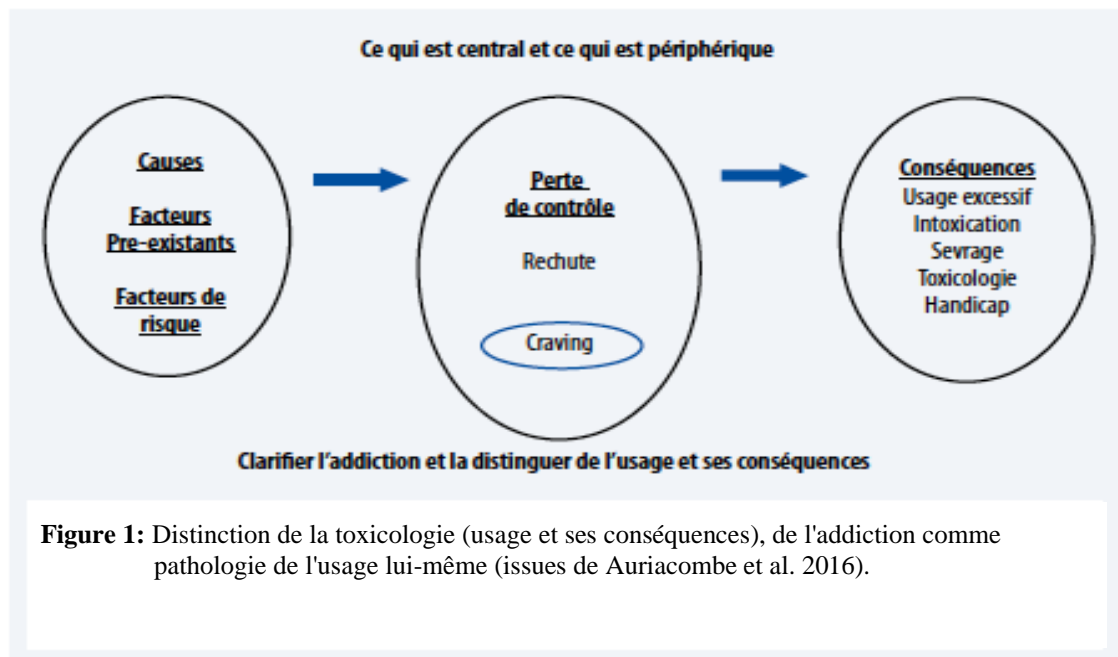 Ce qui est central et ce qui est périphérique
Causes
Facteurs
Pre-existants
Facteurs de
risque
Perte
de contrôle
Rechute
Craving
Conséquences
Usage excessif
Intoxication
Sevrage
Toxicologie
Handicap
Clarifier l'addiction et la distinguer de l'usage et ses conséquences
Figure 1: Distinction de la toxicologie (usage et ses conséquences), de l'addiction comme
pathologie de l'usage lui-même (issues de Auriacombe et al. 2016).